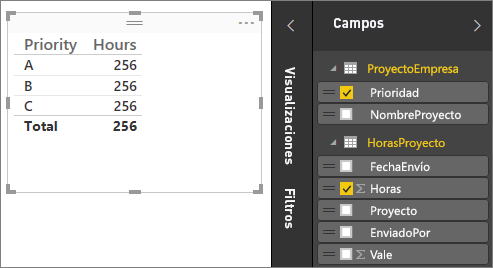 Priority Hours
A 256
B 256
C 256
Total 256
Visualizaciones
Filtros
Campos
ProyectoEmpresa
Prioridad
NombreProyecto
HorasProyecto
FechaEnvío
Σ Horas
Proyecto
EnviadoPor
Σ Vale